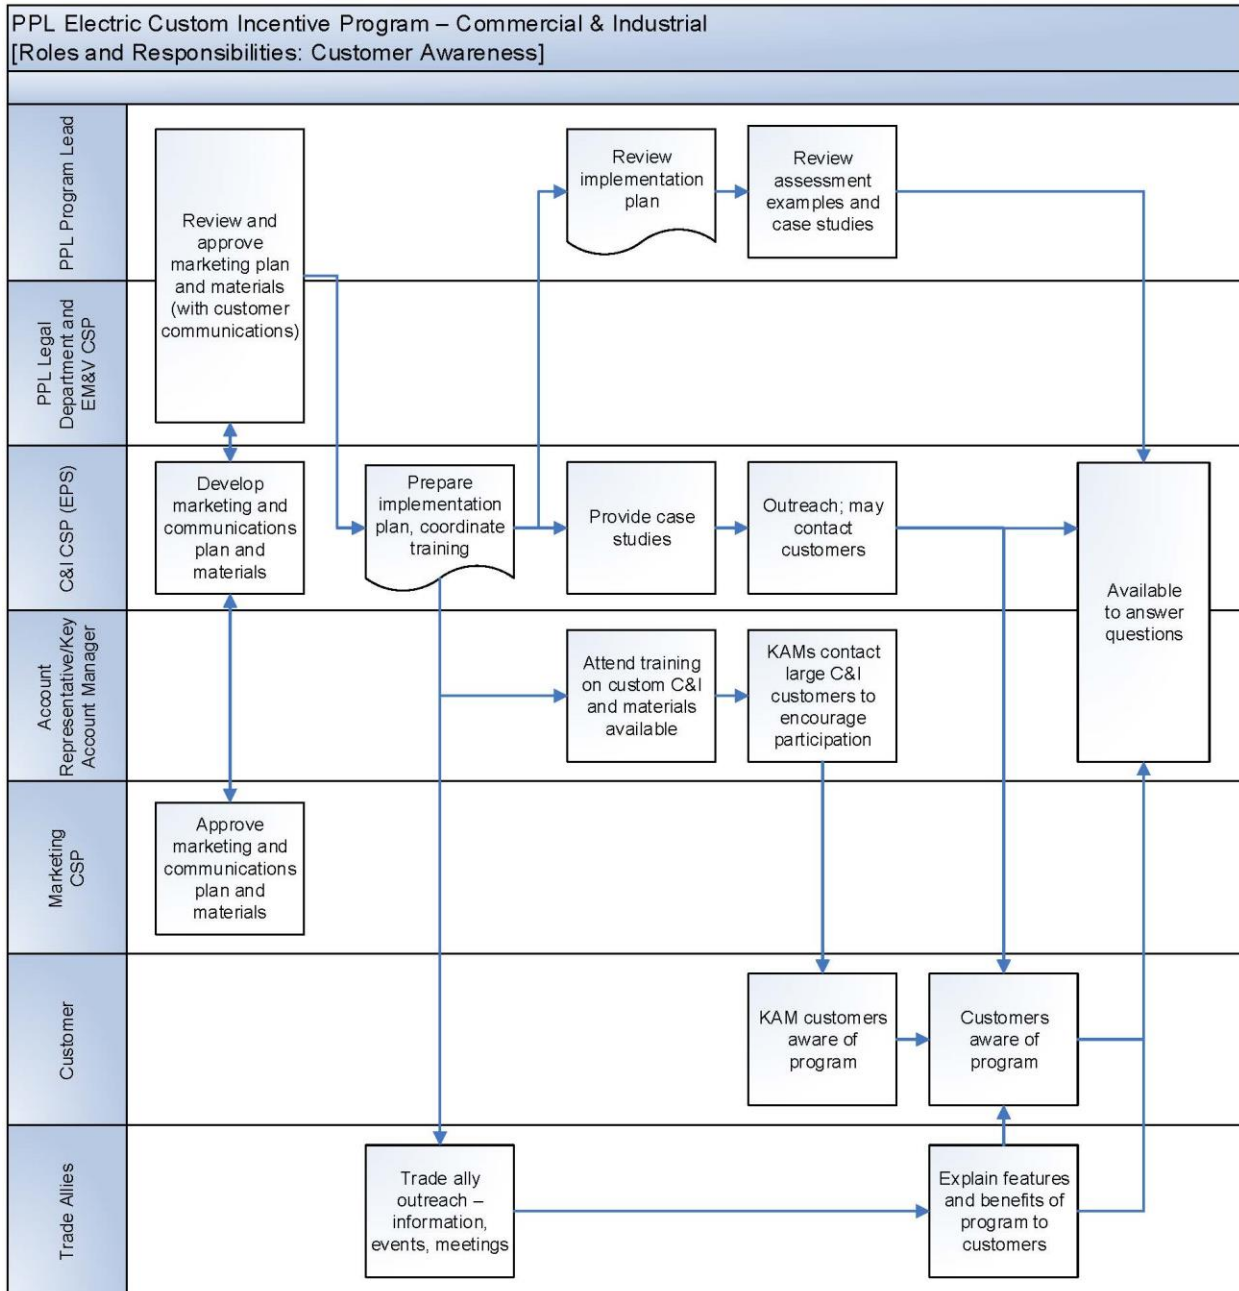 PPL Electric Custom Incentive Program – Commercial & Industrial
[Roles and Responsibilities: Customer Awareness]
PPL Program Lead
Review and
approve
marketing plan
and materials
(with customer
communications)
Review
implementation
plan
Review
assessment
examples and
case studies
PPL Legal
Department and
EM&V CSP
C&I CSP (EPS)
Develop
marketing and
communications
plan and
materials
Prepare
implementation
plan, coordinate
training
Provide case
studies
Outreach; may
contact
customers
Available
to answer
questions
Account
Representative/Key
Account Manager
Attend training
on custom C&I
and materials
available
KAMs contact
large C&I
customers to
encourage
participation
Marketing
CSP
Approve
marketing and
communications
plan and
materials
Customer
KAM customers
aware of
program
Customers
aware of
program
Trade Allies
Trade ally
outreach –
information,
events, meetings
Explain features
and benefits of
program to
customers